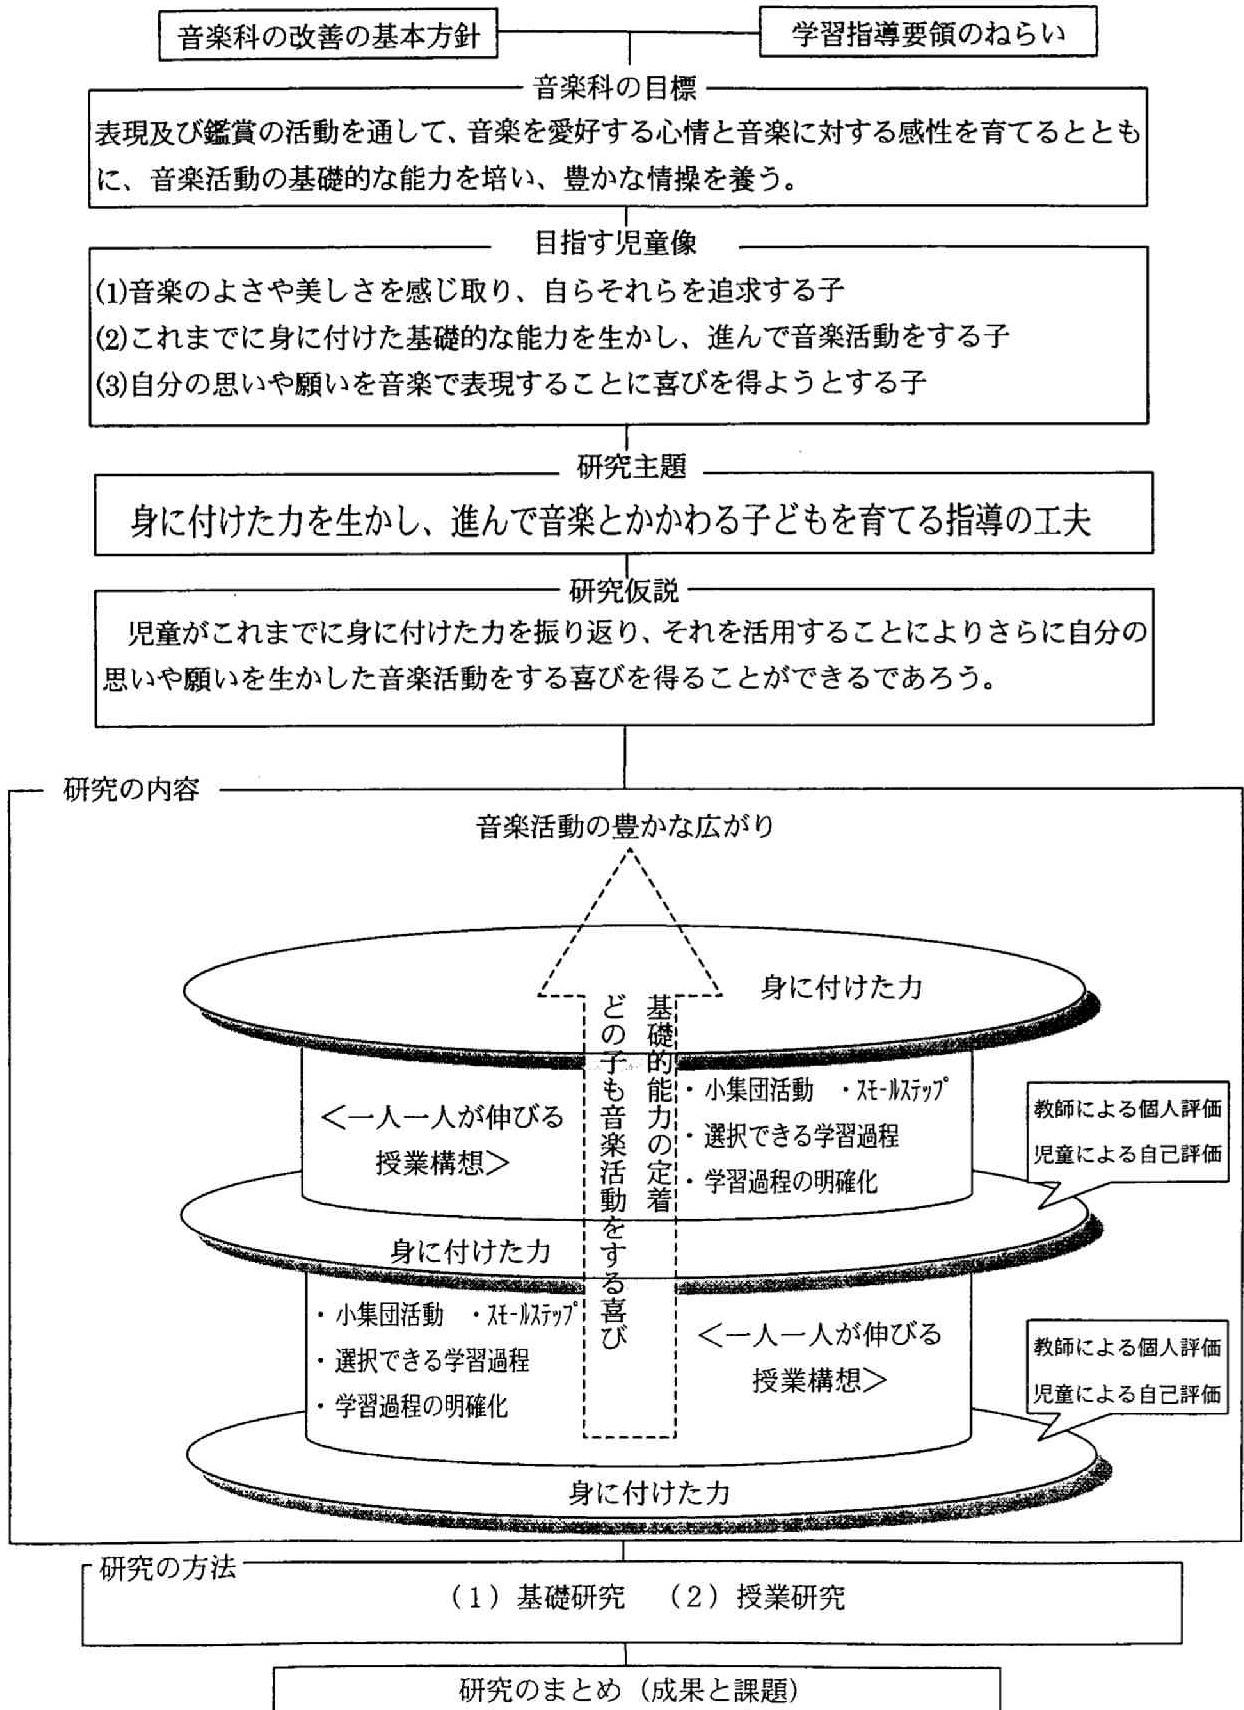 音楽科の改善の基本方針
学習指導要領のねらい
音楽科の目標
表現及び鑑賞の活動を通して、音楽を愛好する心情と音楽に対する感性を育てるととも
に、音楽活動の基礎的な能力を培い、豊かな情操を養う。
目指す児童像
(1)音楽のよさや美しさを感じ取り、自らそれらを追求する子
(2)これまでに身に付けた基礎的な能力を生かし、進んで音楽活動をする子
(3)自分の思いや願いを音楽で表現することに喜びを得ようとする子
研究主題
身に付けた力を生かし、進んで音楽とかかわる子どもを育てる指導の工夫
研究仮説
児童がこれまでに身に付けた力を振り返り、それを活用することによりさらに自分の
思いや願いを生かした音楽活動をする喜びを得ることができるであろう。
研究の内容
音楽活動の豊かな広がり
身に付けた力
基礎的能力の定着
どの子も音楽活動をする喜び
＜一人一人が伸びる
授業構想＞
・小集団活動　・ｽﾓｰﾙｽﾃｯﾌﾟ
・選択できる学習過程
・学習過程の明確化
教師による個人評価
児童による自己評価
身に付けた力
・小集団活動　・ｽﾓｰﾙｽﾃｯﾌﾟ
・選択できる学習過程
・学習過程の明確化
＜一人一人が伸びる
授業構想＞
教師による個人評価
児童による自己評価
身に付けた力
研究の方法
（1）基礎研究　（2）授業研究
研究のまとめ（成果と課題）